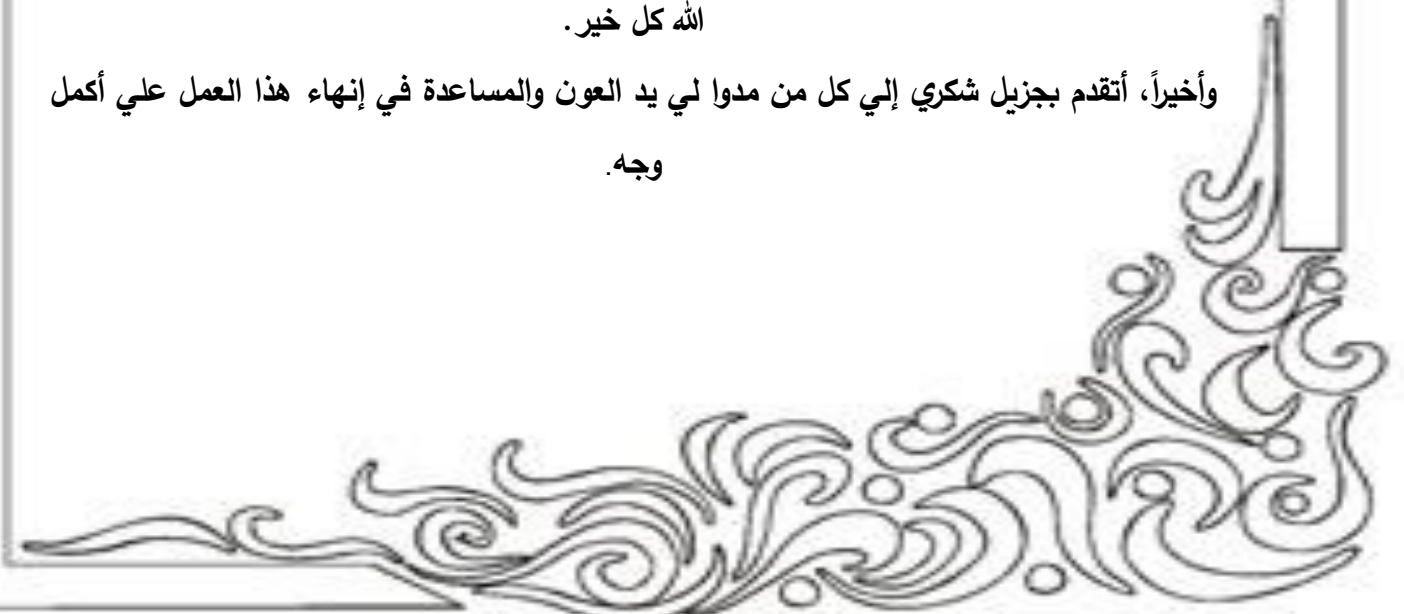 الله كل خير.
وأخيراً، أتقدم بجزيل شكري إلي كل من مدوا لي يد العون والمساعدة في إنهاء هذا العمل علي أكمل
وجه.